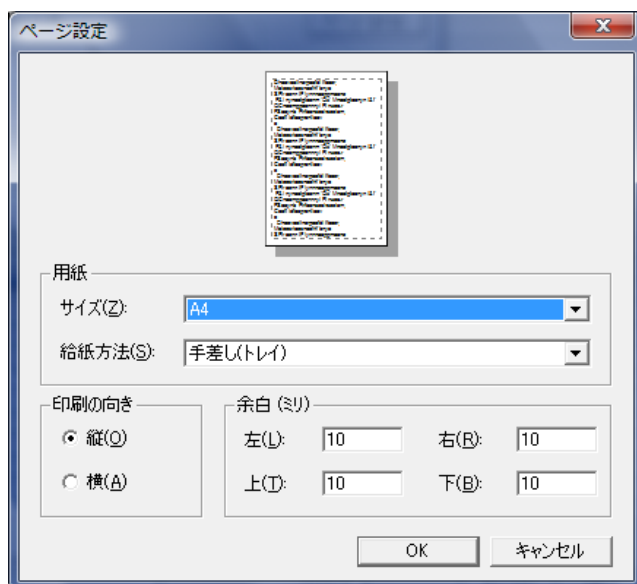 ページ設定
用紙
サイズ(Z): A4
給紙方法(S): 手差し(トレイ)
印刷の向き
縦(O)
横(A)
余白 (ミリ)
左(L): 10 右(R): 10
上(T): 10 下(B): 10
OK キャンセル